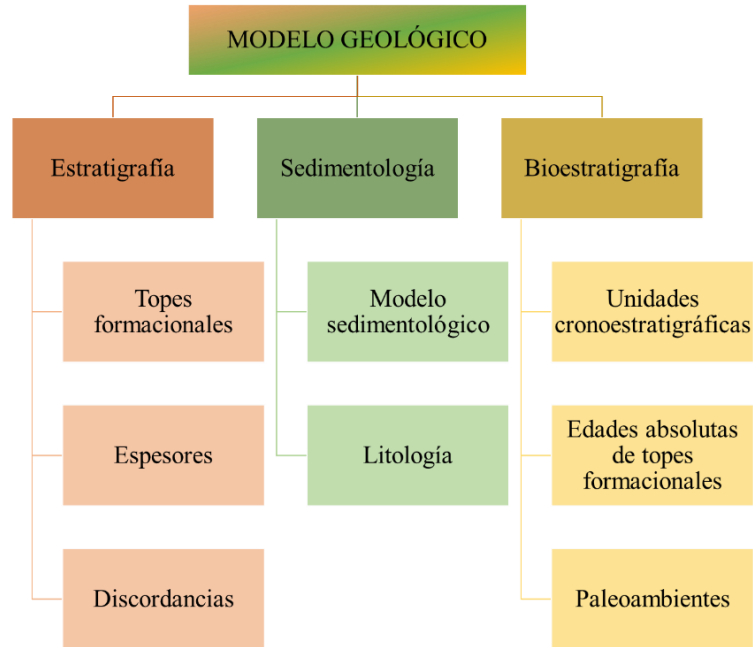 MODELO GEOLÓGICO
Estratigrafía
Topes
formacionales
Espesores
Discordancias
Sedimentología
Modelo
sedimentológico
Litología
Bioestratigrafía
Unidades
cronoestratigráficas
Edades absolutas
de topes
formacionales
Paleoambientes